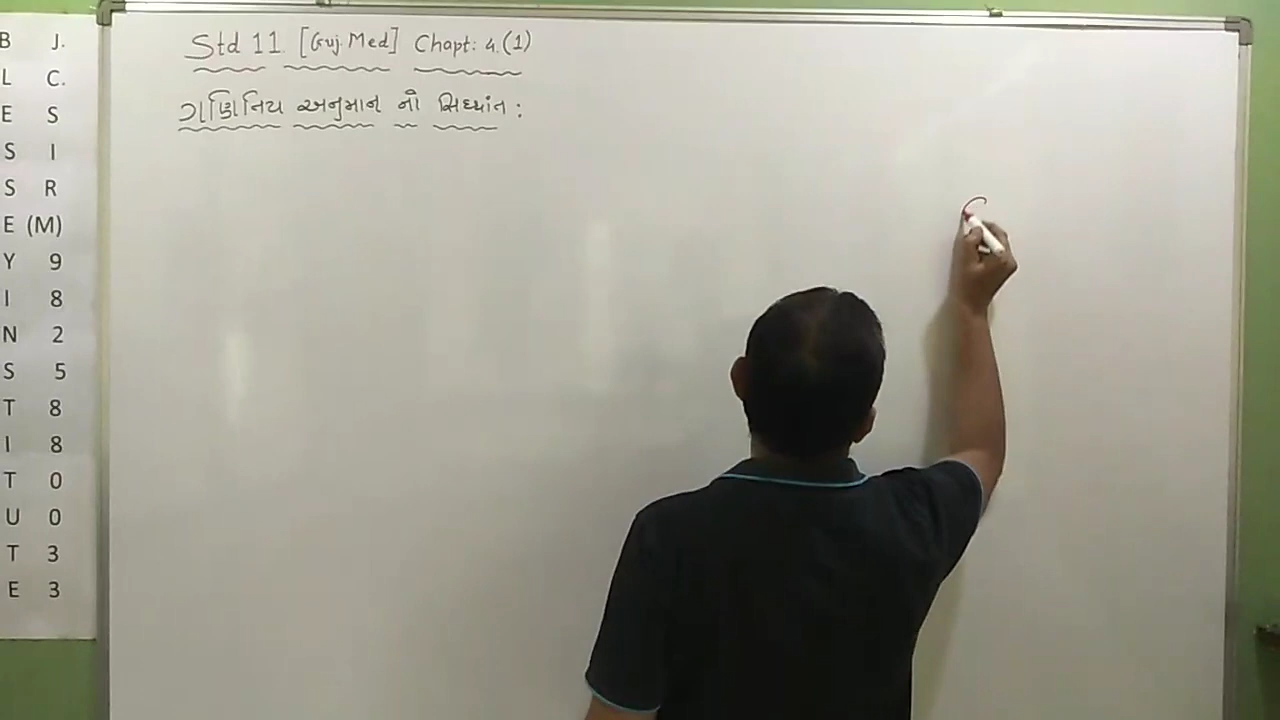 B J.
L C.
E S
S I
S R
E (M)
Y 9
I 8
N 2
S 5
T 8
I 8
T 0
U 0
T 3
E 3
Std 11. [Guj. Med] Chapt: 4.(1)
ગાણિતિય અનુમાન નો સિધ્ધાંત :